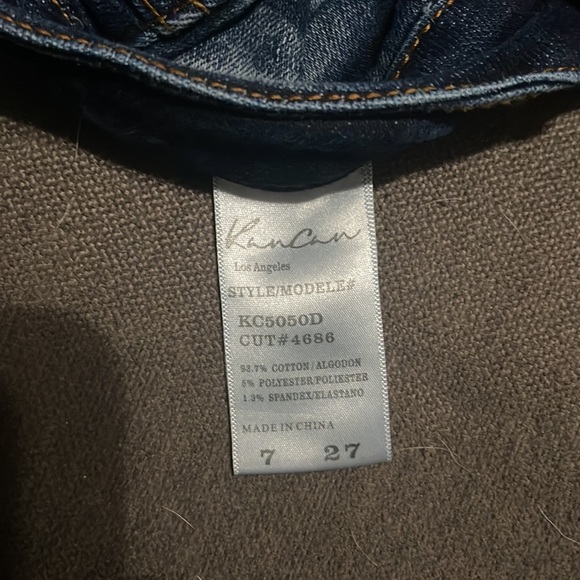 KanCan
Los Angeles
STYLE/MODELE#
KC5050D
CUT#4686
93.7% COTTON/ALGODON
5% POLYESTER/POLIESTER
1.3% SPANDEX/ELASTANO
MADE IN CHINA
7 27